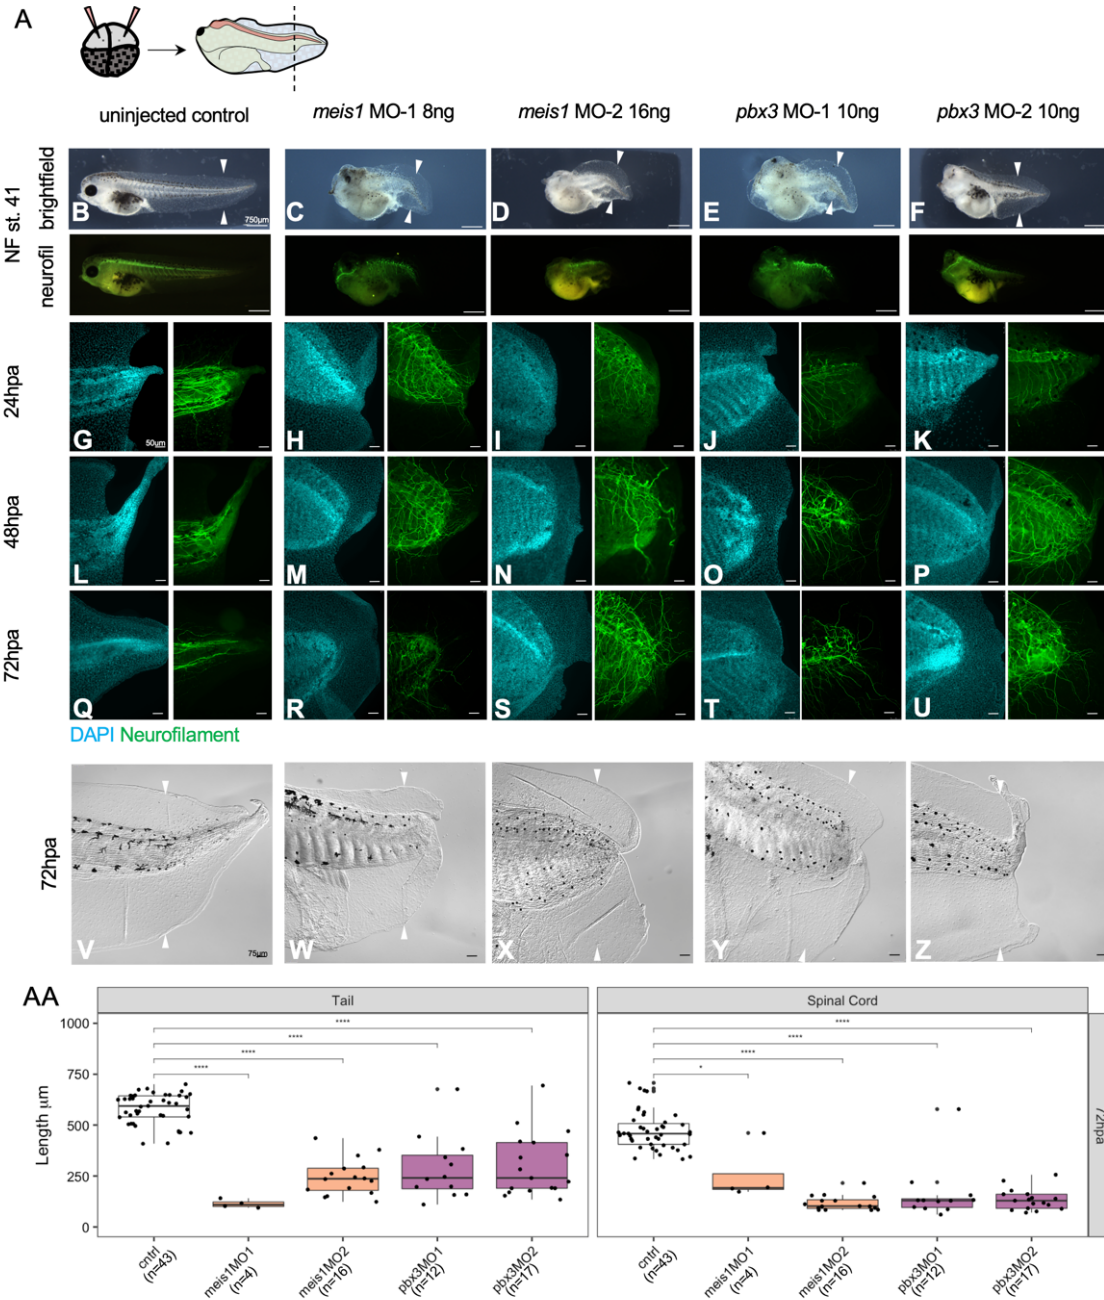 A
uninjected control
meis1 MO-1 8ng
meis1 MO-2 16ng
pbx3 MO-1 10ng
pbx3 MO-2 10ng
NF st. 41
brightfield
B
750µm
C
D
E
F
neurofil
24hpa
G
50µm
H
I
J
K
48hpa
L
M
N
O
P
72hpa
Q
R
S
T
U
DAPI Neurofilament
72hpa
V
75µm
W
X
Y
Z
AA
Tail
Spinal Cord
72hpa
Length µm
1000
750
500
250
0
****
****
****
****
****
****
****
*
cntrl
(n=43)
meis1MO1
(n=4)
meis1MO2
(n=16)
pbx3MO1
(n=12)
pbx3MO2
(n=17)
cntrl
(n=43)
meis1MO1
(n=4)
meis1MO2
(n=16)
pbx3MO1
(n=12)
pbx3MO2
(n=17)